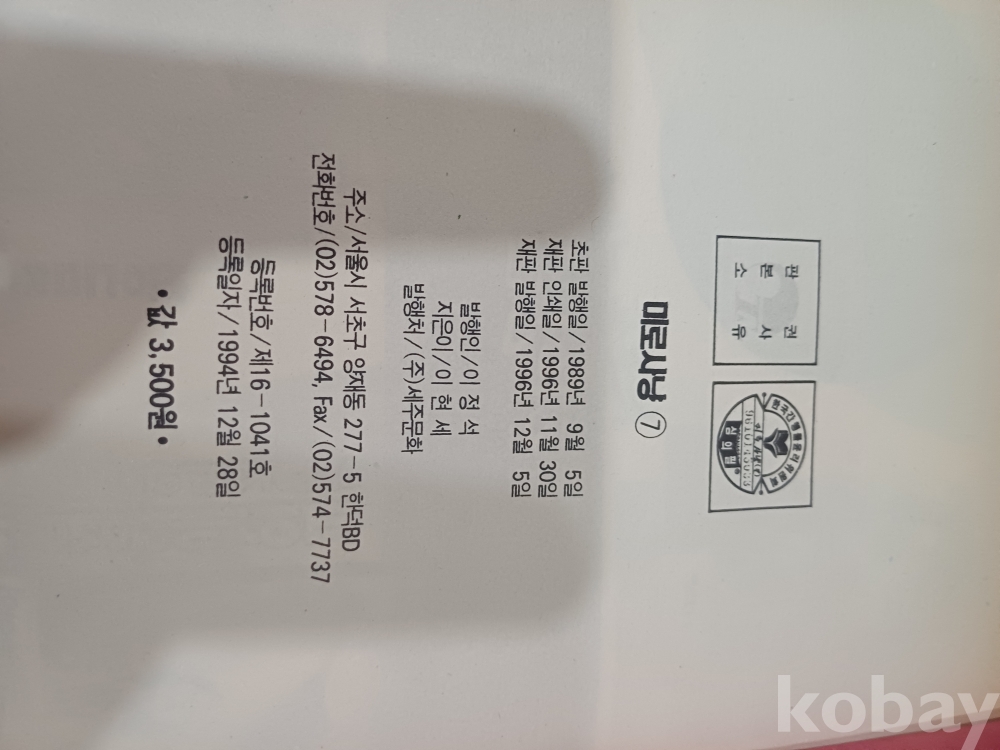 판 권
본 사
소 유
심의필
미로사냥 ⑦
초판 발행일/1989년 9월 5일
재판 인쇄일/1996년 11월 30일
재판 발행일/1996년 12월 5일
발행인/이 정 석
지은이/이 현 세
발행처/(주)세주문화
주소/서울시 서초구 양재동 277-5 한덕BD
전화번호/(02)578-6494, Fax/(02)574-7737
등록번호/제16-1041호
등록일자/1994년 12월 28일
• 값 3,500원 •
kobay